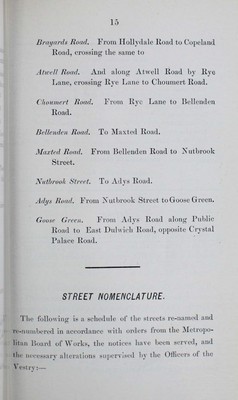 15
Brayards Road. From Hollydale Road to Copeland
Road, crossing the same to
Atwell Road. And along Atwell Road by Rye
Lane, crossing Rye Lane to Choumert Road.
Choumert Road. From Rye Lane to Bellenden
Road.
Bellenden Road. To Maxted Road.
Maxted Road. From Bellenden Road to Nutbrook
Street.
Nutbrook Street. To Adys Road.
Adys Road. From Nutbrook Street to Goose Green.
Goose Green. From Adys Road along Public
Road to East Dulwich Road, opposite Crystal
Palace Road.
STREET NOMENCLATURE.
The following is a schedule of the streets re-named and
re-numbered in accordance with orders from the Metropo-
litan Board of Works, the notices have been served, and
the necessary alterations supervised by the Officers of the
Vestry:—